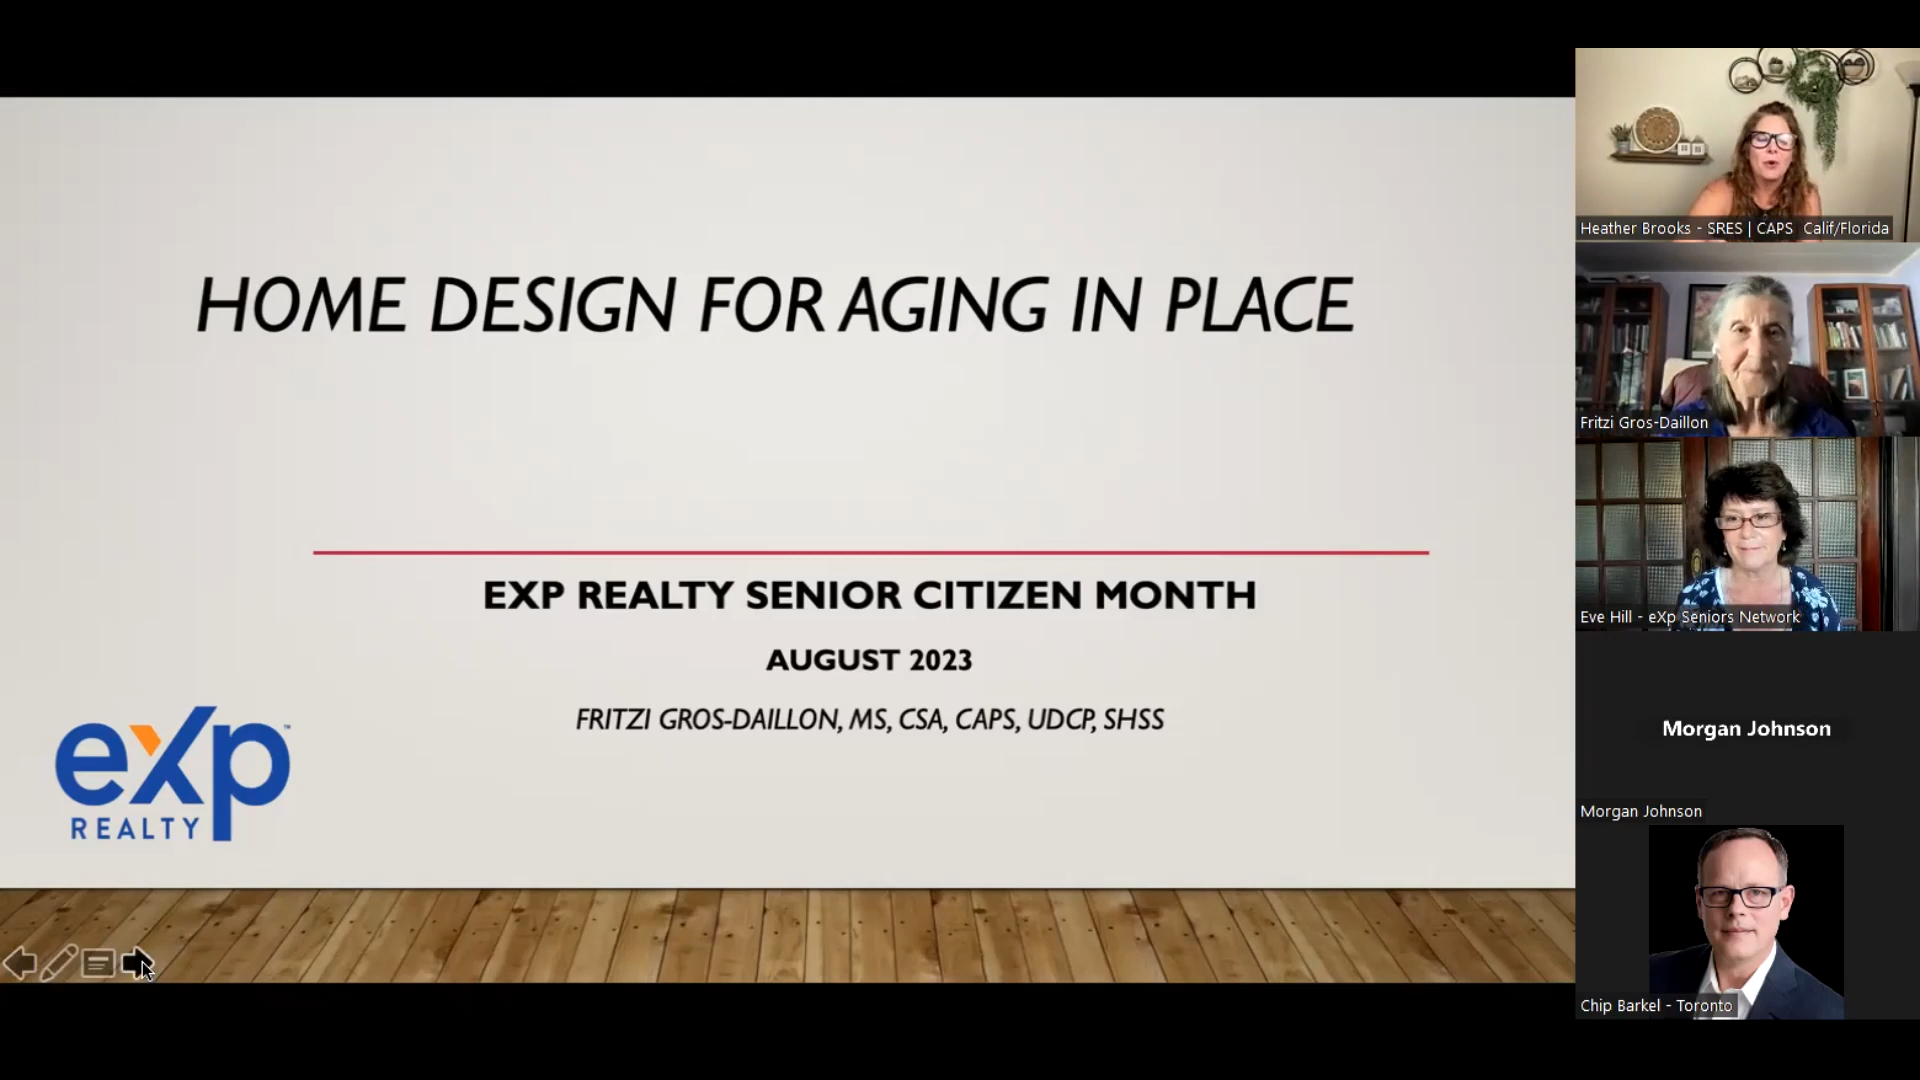 HOME DESIGN FOR AGING IN PLACE
EXP REALTY SENIOR CITIZEN MONTH
AUGUST 2023
FRITZI GROS-DAILLON, MS, CSA, CAPS, UDCP, SHSS
eXp™
REALTY
Heather Brooks - SRES | CAPS Calif/Florida
Fritzi Gros-Daillon
Eve Hill - eXp Seniors Network
Morgan Johnson
Morgan Johnson
Chip Barkel - Toronto